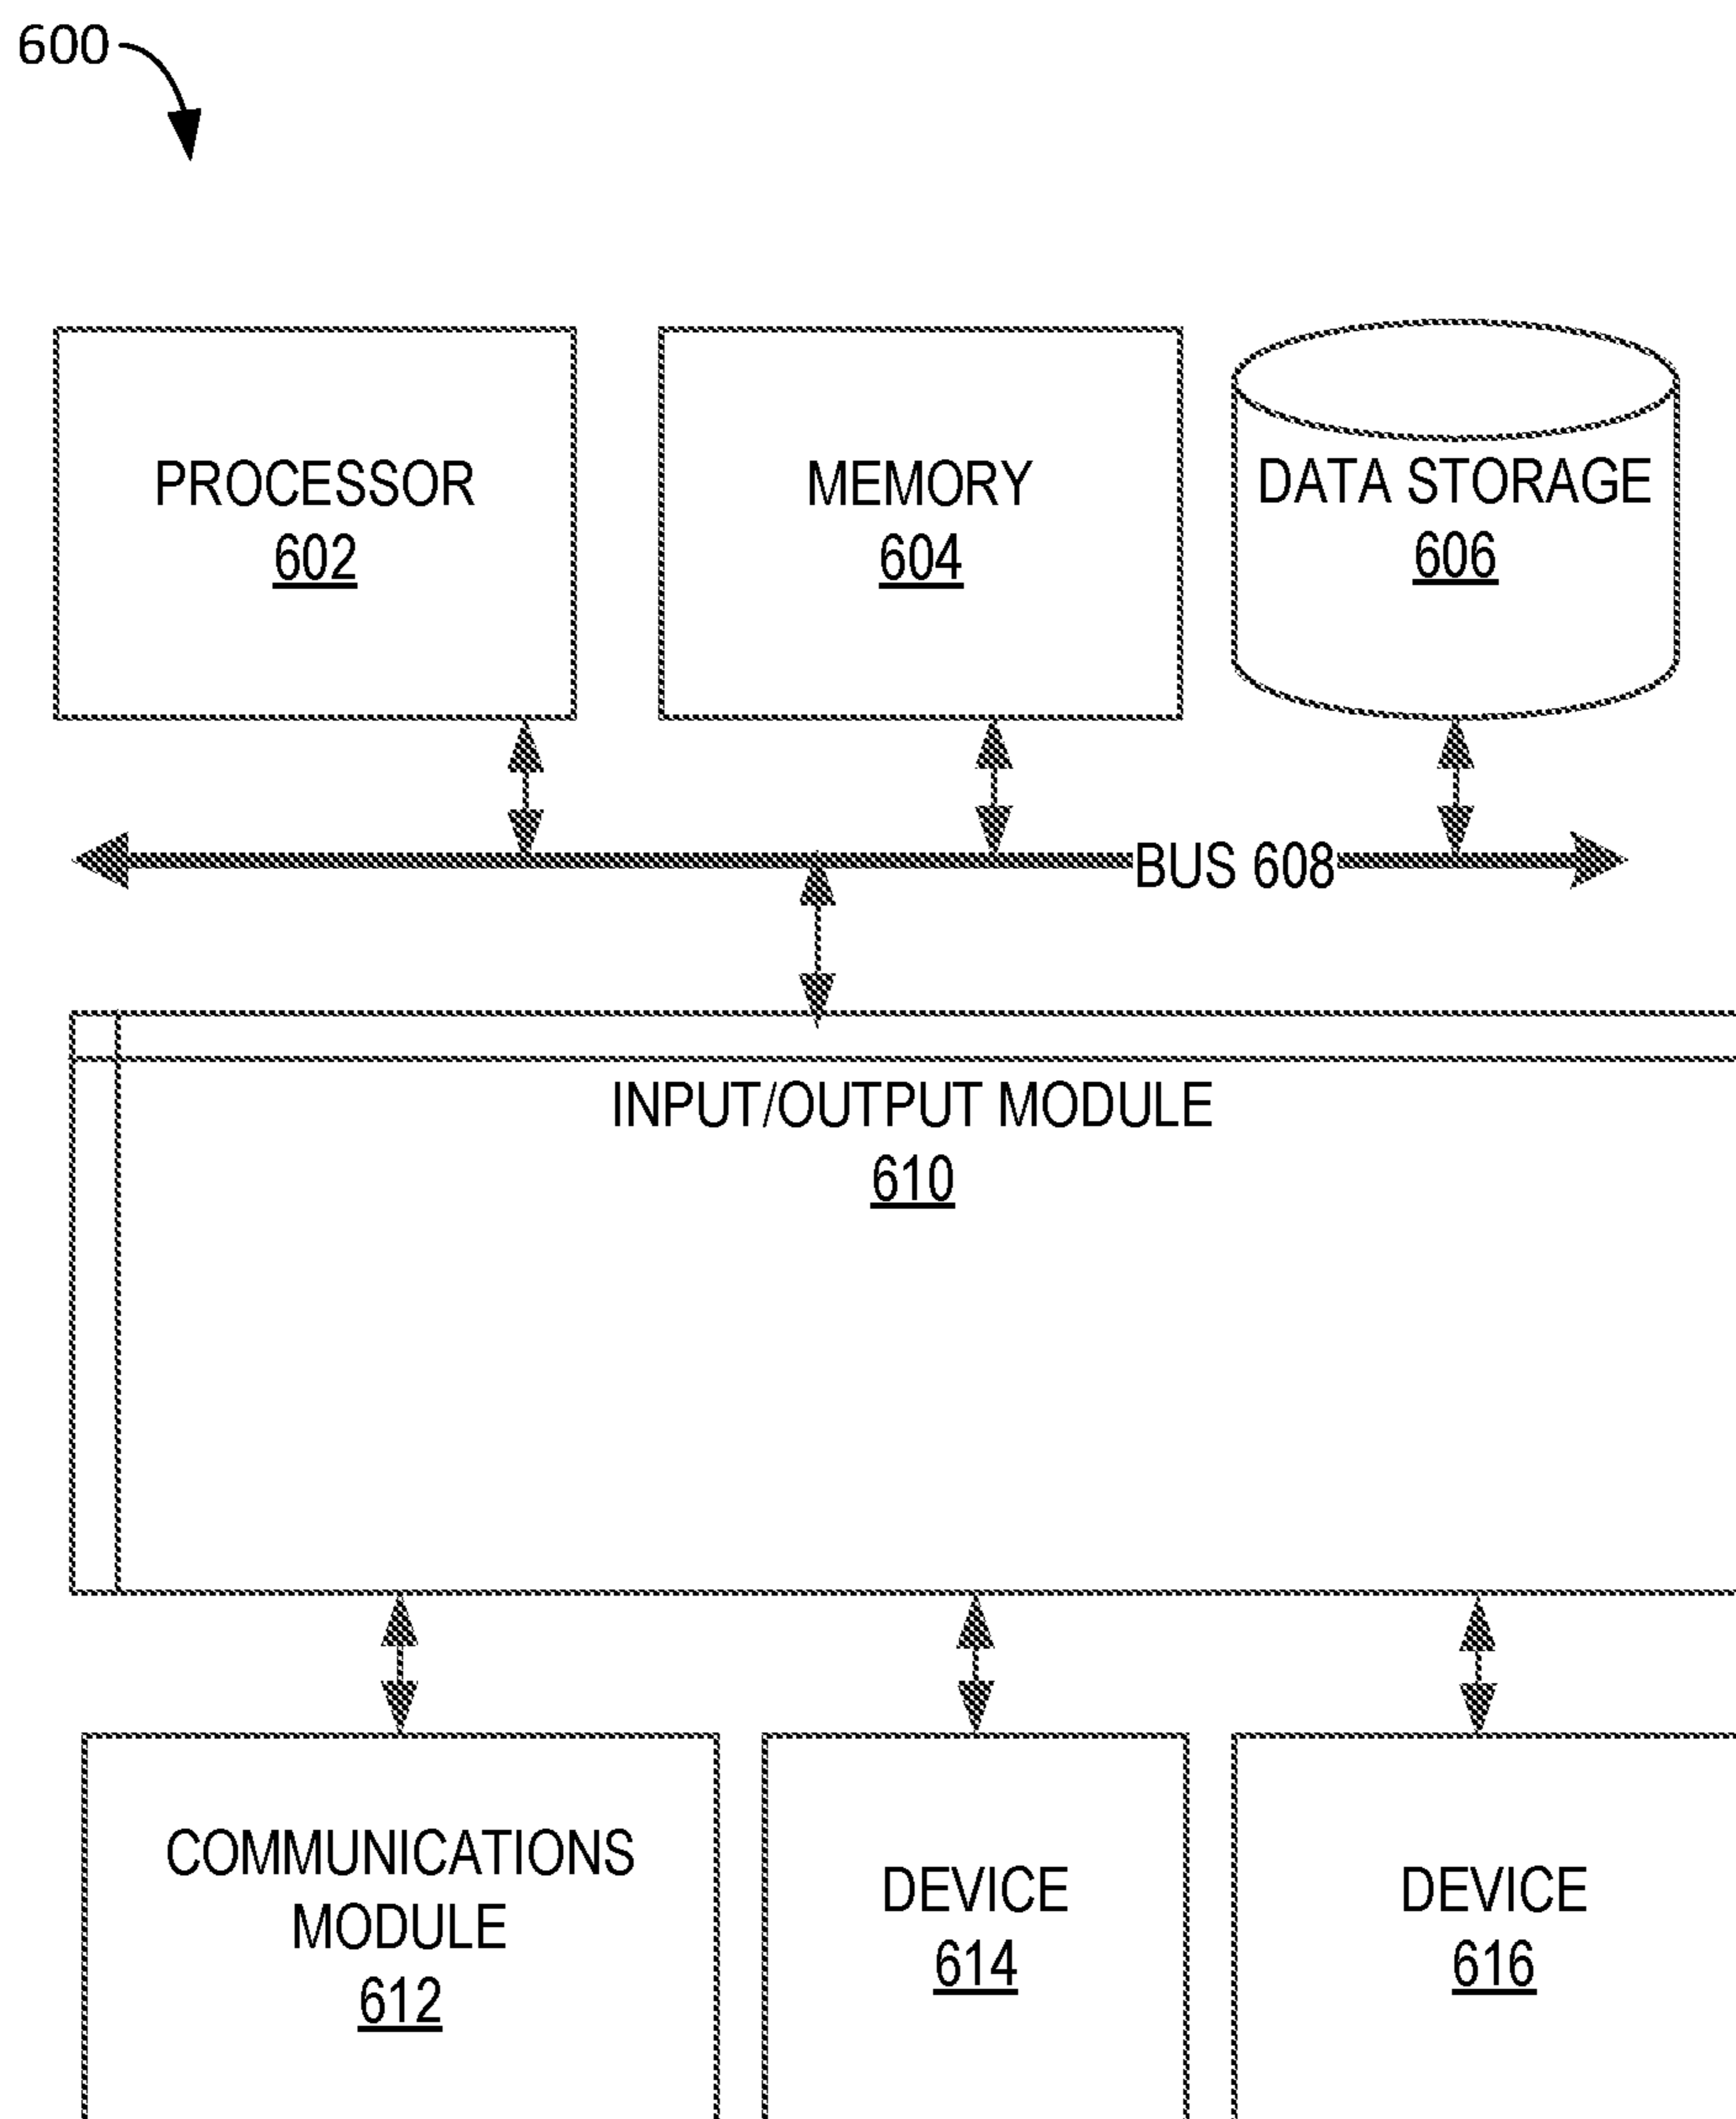 600
PROCESSOR
602
MEMORY
604
DATA STORAGE
606
BUS 608
INPUT/OUTPUT MODULE
610
COMMUNICATIONS
MODULE
612
DEVICE
614
DEVICE
616